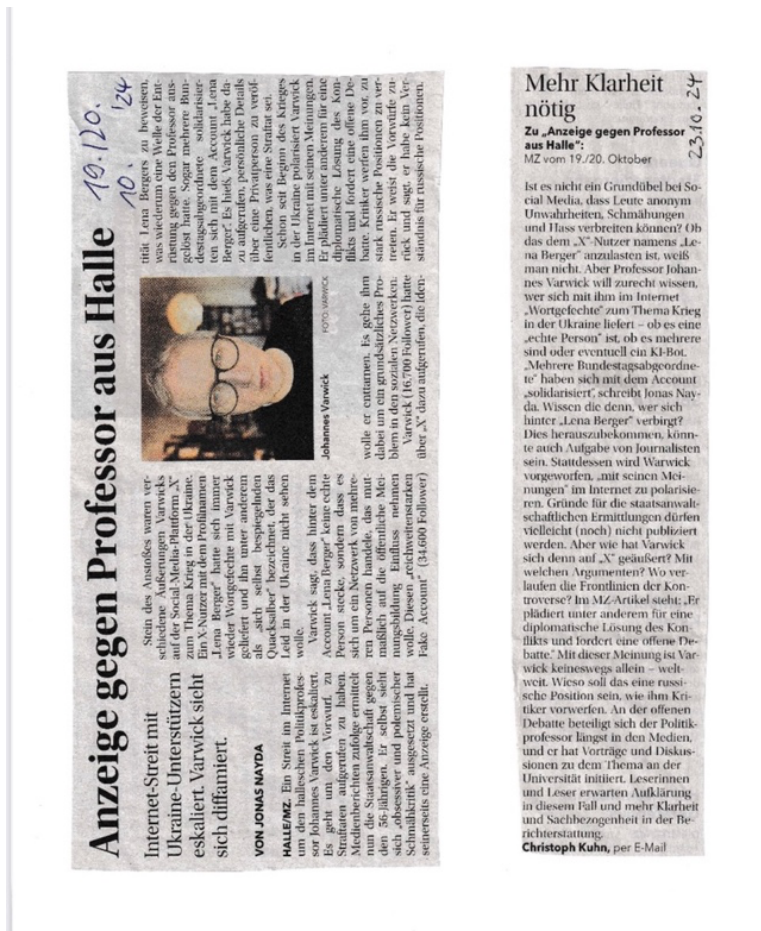 19./20.
10. '24
Anzeige gegen Professor aus Halle
Internet-Streit mit
Ukraine-Unterstützern
eskaliert. Varwick sieht
sich diffamiert.
VON JONAS NAYDA
HALLE/MZ. Ein Streit im Internet
um den halleschen Politikprofes-
sor Johannes Varwick ist eskaliert.
Es geht um den Vorwurf, zu
Straftaten aufgerufen zu haben.
Medienberichten zufolge ermittelt
nun die Staatsanwaltschaft gegen
den 56-Jährigen. Er selbst sieht
sich „obsessiver und polemischer
Schmähkritik“ ausgesetzt und hat
seinerseits eine Anzeige erstellt.
Stein des Anstoßes waren ver-
schiedene Äußerungen Varwicks
auf der Social-Media-Plattform „X“
zum Thema Krieg in der Ukraine.
Ein X-Nutzer mit dem Profilnamen
„Lena Berger“ hatte sich immer
wieder Wortgefechte mit Varwick
geliefert und ihn unter anderem
als „sich selbst bespiegelnden
Quacksalber“ bezeichnet, der das
Leid in der Ukraine nicht sehen
wolle.
Varwick sagt, dass hinter dem
Account „Lena Berger“ keine echte
Person stecke, sondern dass es
sich um ein Netzwerk von mehre-
ren Personen handele, das mut-
maßlich auf die öffentliche Mei-
nungsbildung Einfluss nehmen
wolle. Diesen „reichweitenstarken
Fake Account“ (34.600 Follower)
Johannes Varwick
FOTO: VARWICK
wolle er enttarnen. Es gehe ihm
dabei um ein grundsätzliches Pro-
blem in den sozialen Netzwerken.
Varwick (16.700 Follower) hatte
über „X“ dazu aufgerufen, die Iden-
tität Lena Bergers zu beweisen,
was wiederum eine Welle der Ent-
rüstung gegen den Professor aus-
gelöst hatte. Sogar mehrere Bun-
destagsabgeordnete solidarisier-
ten sich mit dem Account „Lena
Berger“. Es hieß, Varwick habe da-
zu aufgerufen, persönliche Details
über eine Privatperson zu veröf-
fentlichen, was eine Straftat sei.
Schon seit Beginn des Krieges
in der Ukraine polarisiert Varwick
im Internet mit seinen Meinungen.
Er plädiert unter anderem für eine
diplomatische Lösung des Kon-
flikts und fordert eine offene De-
batte. Kritiker werfen ihm vor, zu
stark russische Positionen zu ver-
treten. Er weist die Vorwürfe zu-
rück und sagt, er habe kein Ver-
ständnis für russische Positionen.
Mehr Klarheit
nötig
23.10.24
Zu „Anzeige gegen Professor
aus Halle“:
MZ vom 19./20. Oktober
Ist es nicht ein Grundübel bei So-
cial Media, dass Leute anonym
Unwahrheiten, Schmähungen
und Hass verbreiten können? Ob
das dem „X“-Nutzer namens „Le-
na Berger“ anzulasten ist, weiß
man nicht. Aber Professor Johan-
nes Varwick will zurecht wissen,
wer sich mit ihm im Internet
„Wortgefechte“ zum Thema Krieg
in der Ukraine liefert – ob es eine
„echte Person“ ist, ob es mehrere
sind oder eventuell ein KI-Bot.
„Mehrere Bundestagsabgeordne-
te“ haben sich mit dem Account
„solidarisiert“, schreibt Jonas Nay-
da. Wissen die denn, wer sich
hinter „Lena Berger“ verbirgt?
Dies herauszubekommen, könn-
te auch Aufgabe von Journalisten
sein. Stattdessen wird Warwick
vorgeworfen, „mit seinen Mei-
nungen“ im Internet zu polarisie-
ren. Gründe für die staatsanwalt-
schaftlichen Ermittlungen dürfen
vielleicht (noch) nicht publiziert
werden. Aber wie hat Varwick
sich denn auf „X“ geäußert? Mit
welchen Argumenten? Wo ver-
laufen die Frontlinien der Kon-
troverse? Im MZ-Artikel steht: „Er
plädiert unter anderem für eine
diplomatische Lösung des Kon-
flikts und fordert eine offene De-
batte.“ Mit dieser Meinung ist Var-
wick keineswegs allein – welt-
weit. Wieso soll das eine russi-
sche Position sein, wie ihm Kri-
tiker vorwerfen. An der offenen
Debatte beteiligt sich der Politik-
professor längst in den Medien,
und er hat Vorträge und Diskus-
sionen zu dem Thema an der
Universität initiiert. Leserinnen
und Leser erwarten Aufklärung
in diesem Fall und mehr Klarheit
und Sachbezogenheit in der Be-
richterstattung.
Christoph Kuhn, per E-Mail